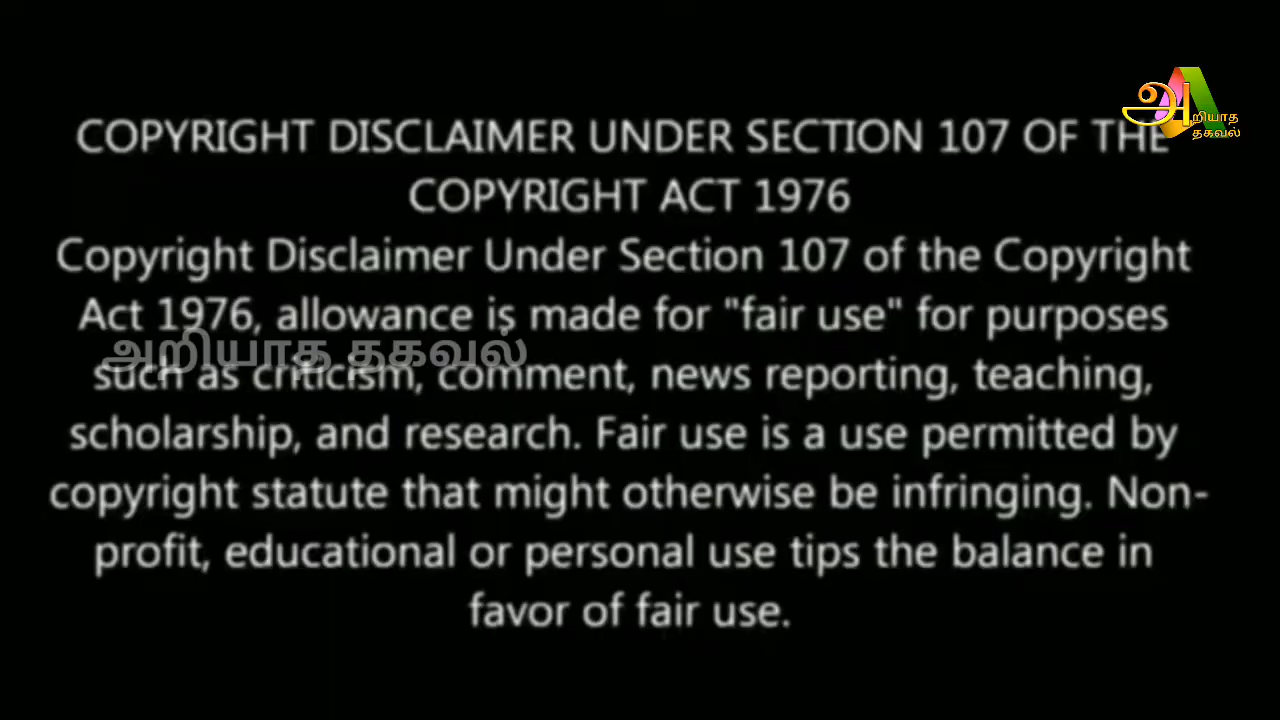 அறியாத
தகவல்
COPYRIGHT DISCLAIMER UNDER SECTION 107 OF THE
COPYRIGHT ACT 1976
Copyright Disclaimer Under Section 107 of the Copyright
Act 1976, allowance is made for "fair use" for purposes
அறியாத தகவல்
such as criticism, comment, news reporting, teaching,
scholarship, and research. Fair use is a use permitted by
copyright statute that might otherwise be infringing. Non-
profit, educational or personal use tips the balance in
favor of fair use.